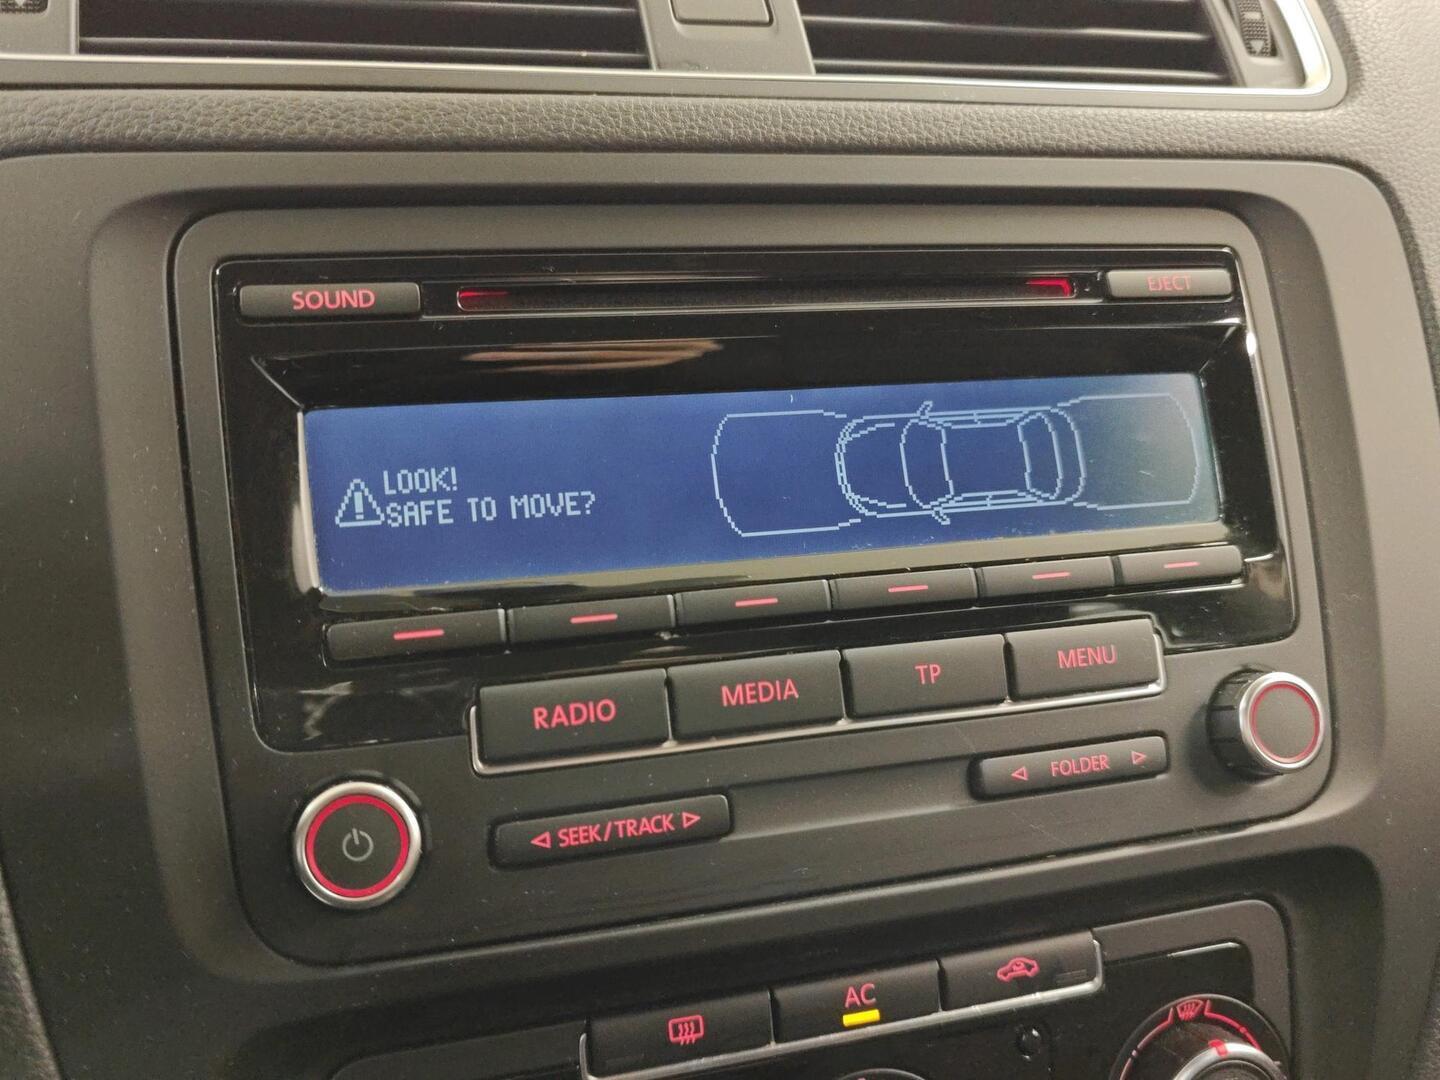 SOUND
EJECT
LOOK!
SAFE TO MOVE?
RADIO
MEDIA
TP
MENU
FOLDER
SEEK/TRACK
AC